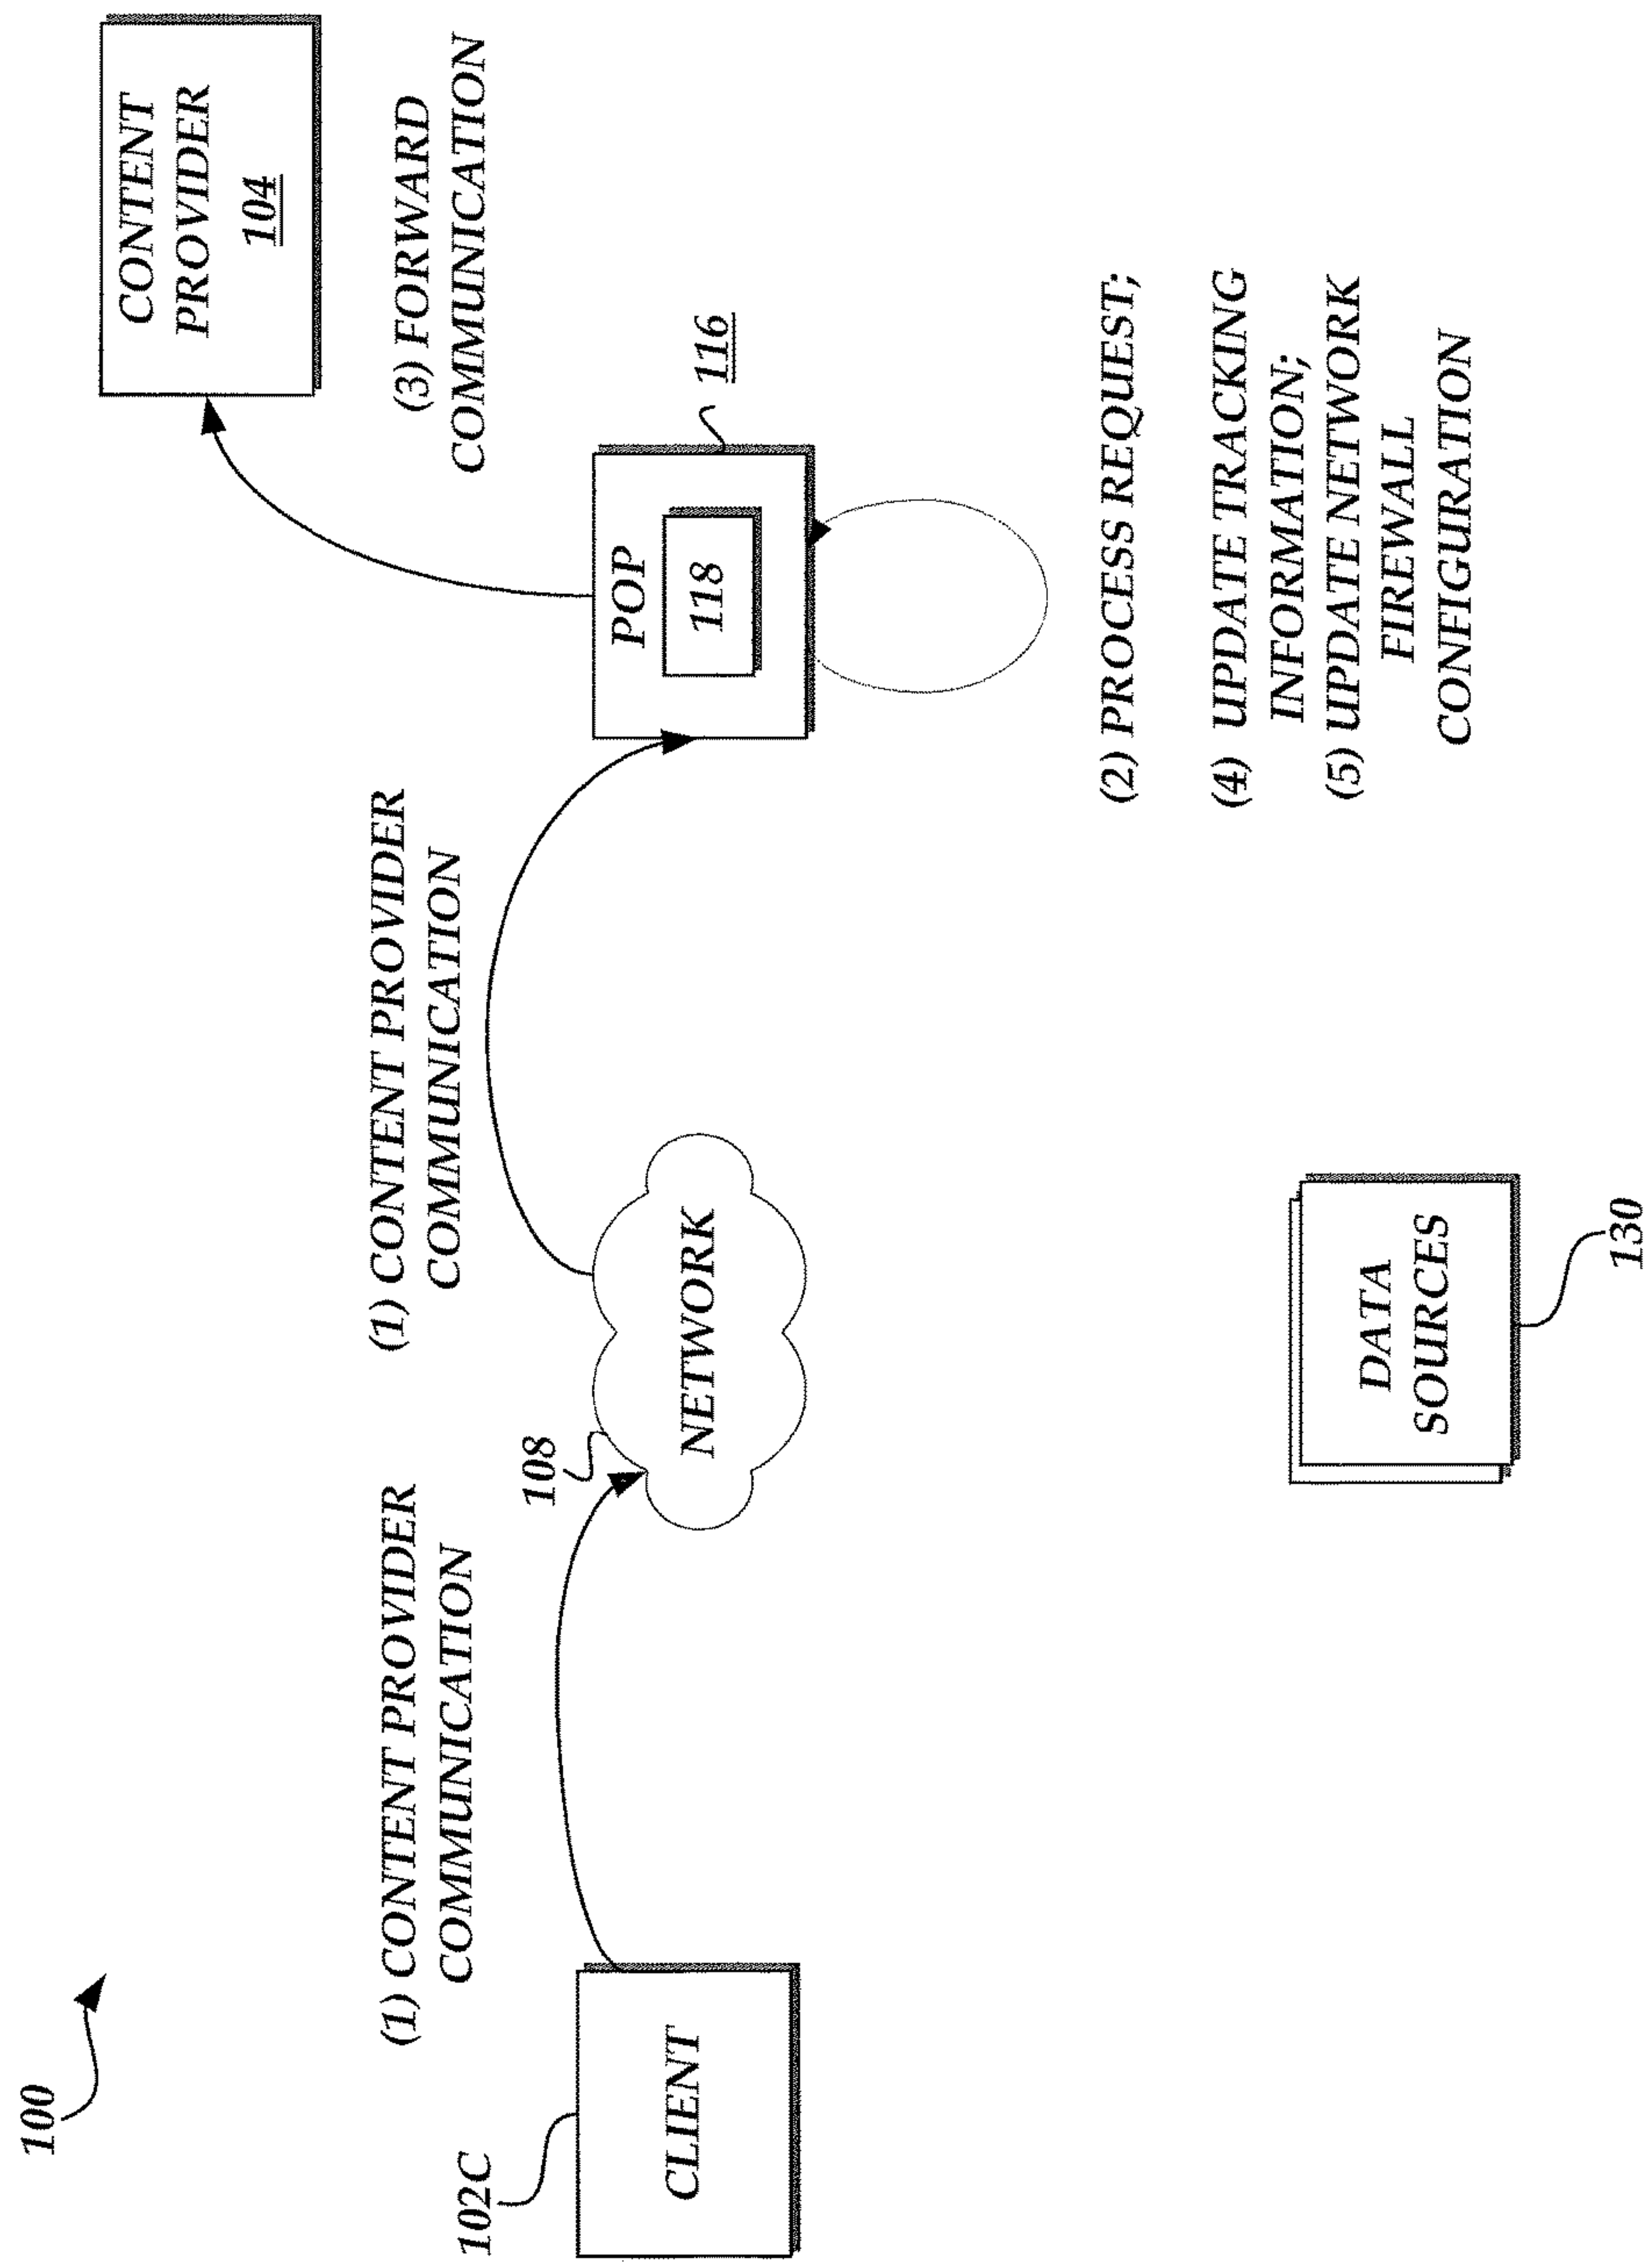 100
102C
CLIENT
(1) CONTENT PROVIDER
COMMUNICATION
108
NETWORK
(1) CONTENT PROVIDER
COMMUNICATION
DATA
SOURCES
130
POP
118
116
(2) PROCESS REQUEST;
(4) UPDATE TRACKING
INFORMATION;
(5) UPDATE NETWORK
FIREWALL
CONFIGURATION
(3) FORWARD
COMMUNICATION
CONTENT
PROVIDER
104